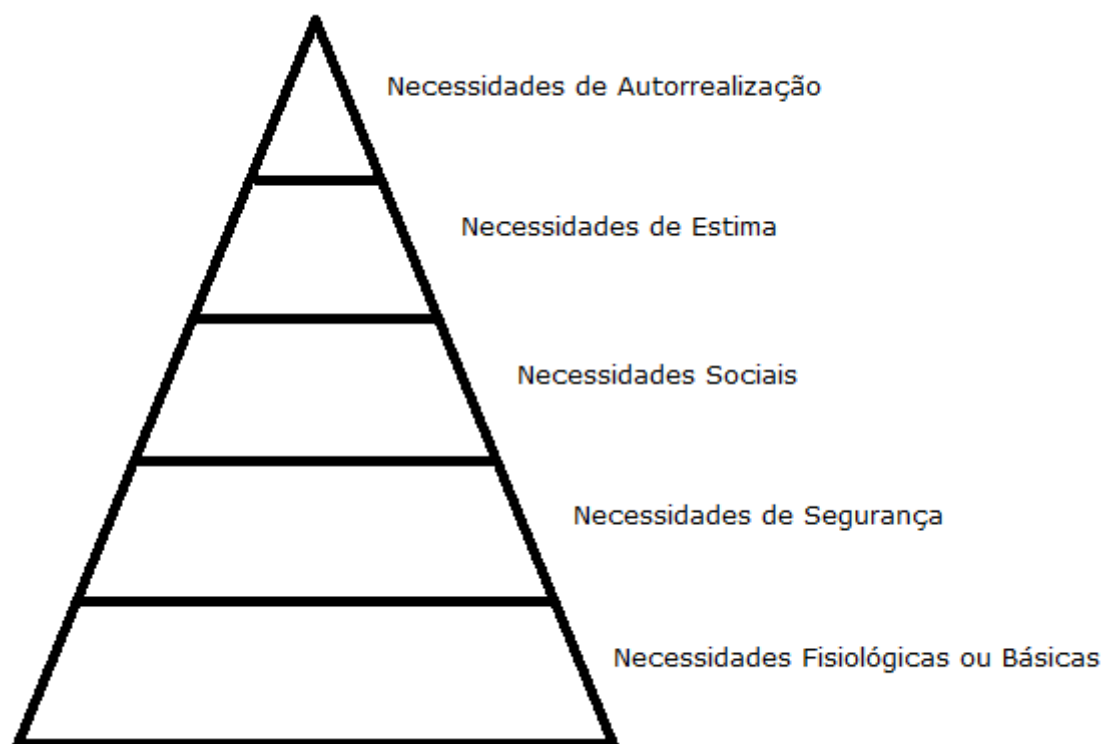 Necessidades de Autorrealização
Necessidades de Estima
Necessidades Sociais
Necessidades de Segurança
Necessidades Fisiológicas ou Básicas